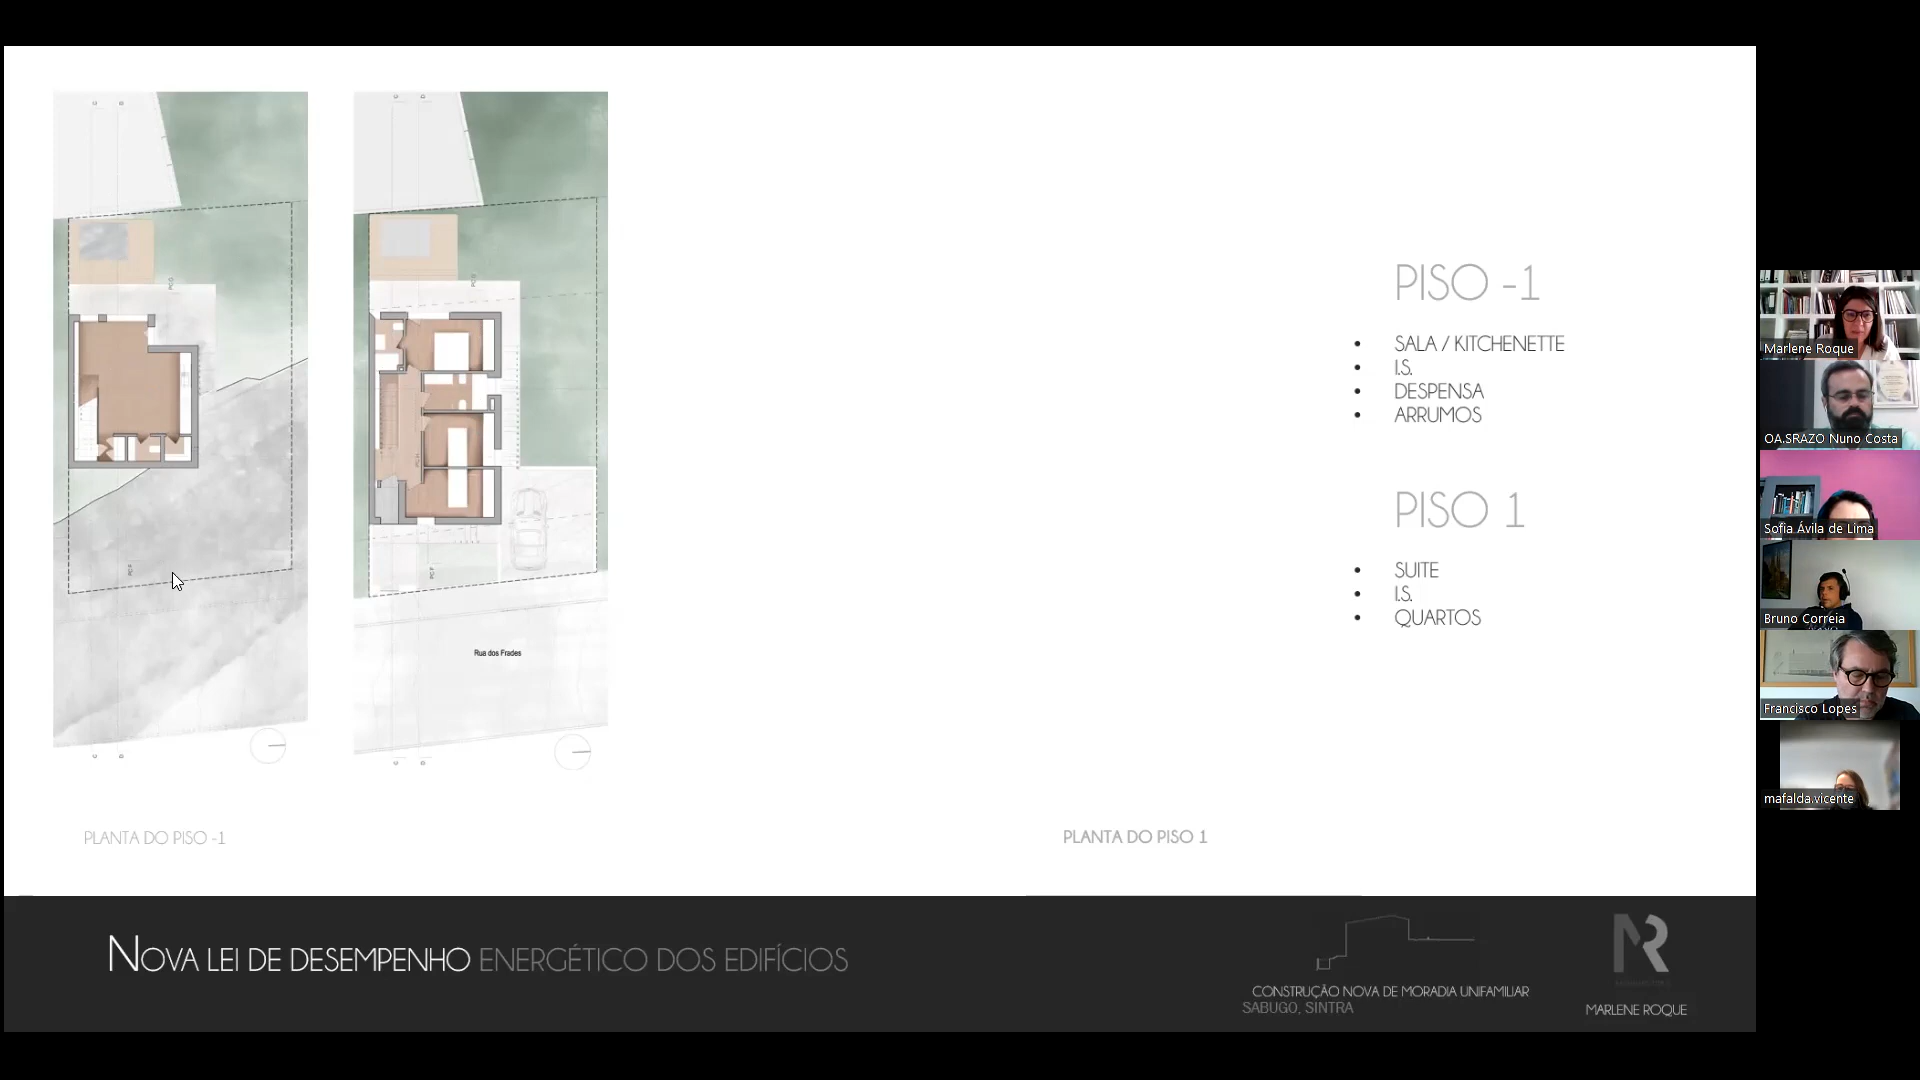 PISO -1
• SALA / KITCHENETTE
• I.S.
• DESPENSA
• ARRUMOS
PISO 1
• SUITE
• I.S.
• QUARTOS
Rua dos Frades
PLANTA DO PISO -1
PLANTA DO PISO 1
NOVA LEI DE DESEMPENHO ENERGÉTICO DOS EDIFÍCIOS
CONSTRUÇÃO NOVA DE MORADIA UNIFAMILIAR
SABUGO, SINTRA
MR
MARLENE ROQUE
Marlene Roque
OA.SRAZO Nuno Costa
Sofia Ávila de Lima
Bruno Correia
Francisco Lopes
mafalda.vicente